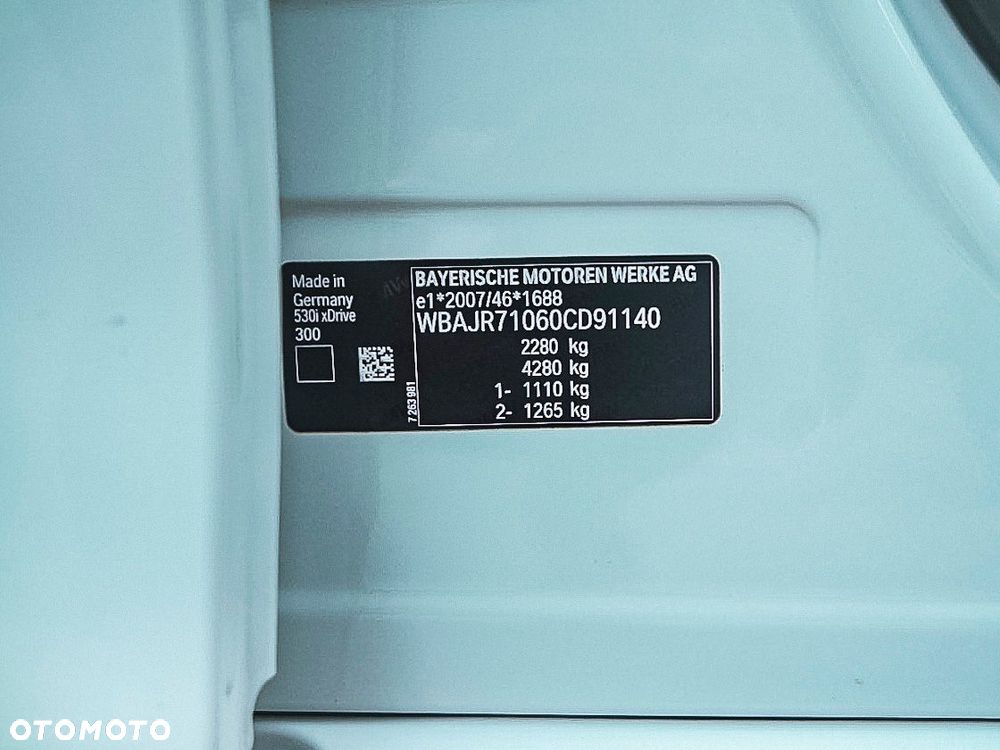 Made in
Germany
530i xDrive
300
7 263 981
BAYERISCHE MOTOREN WERKE AG
e1*2007/46*1688
WBAJR71060CD91140
2280 kg
4280 kg
1- 1110 kg
2- 1265 kg
OTOMOTO